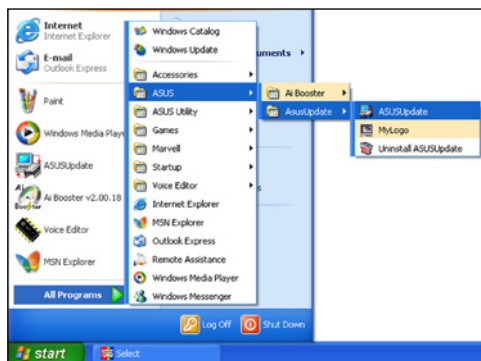 Internet
Internet Explorer
E-mail
Outlook Express
Paint
Windows Media Playe
ASUSUpdate
Ai Booster v2.00.18
Voice Editor
MSN Explorer
All Programs
Windows Catalog
Windows Update
Accessories
ASUS
ASUS Utility
Games
Marvell
Startup
Voice Editor
Internet Explorer
MSN Explorer
Outlook Express
Remote Assistance
Windows Media Player
Windows Messenger
uments
s
Ai Booster
AsusUpdate
ASUSUpdate
MyLogo
Uninstall ASUSUpdate
Log Off
Shut Down
start
Select